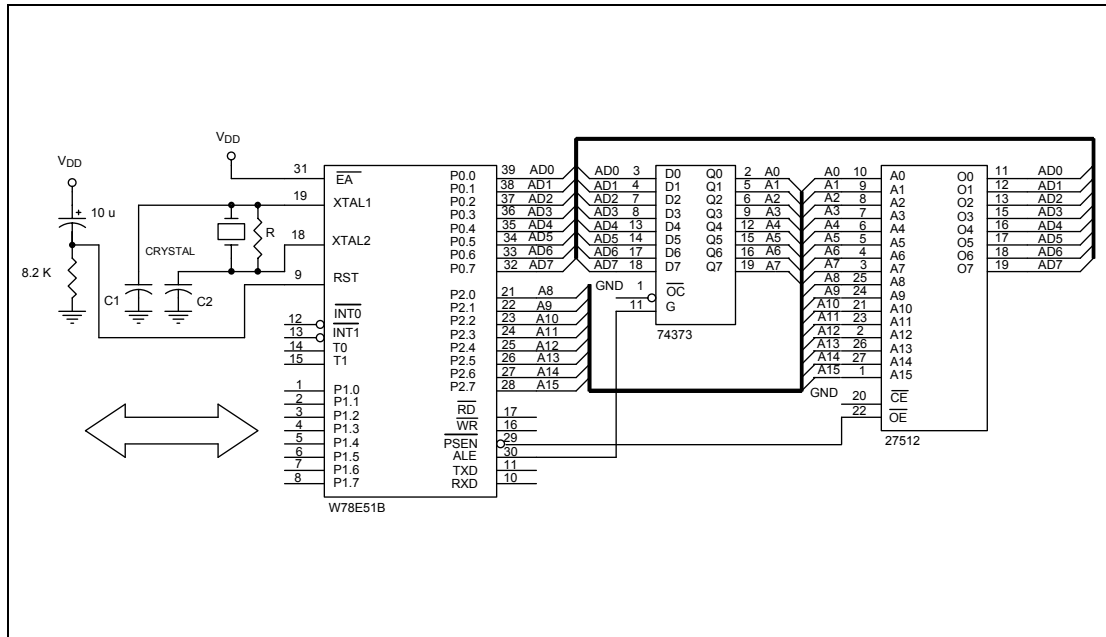 VDD
VDD
10 u
8.2 K
C1
C2
CRYSTAL
R
31 EA
19 XTAL1
18 XTAL2
9 RST
12 INT0
13 INT1
14 T0
15 T1
1 P1.0
2 P1.1
3 P1.2
4 P1.3
5 P1.4
6 P1.5
7 P1.6
8 P1.7
P0.0 39 AD0
P0.1 38 AD1
P0.2 37 AD2
P0.3 36 AD3
P0.4 35 AD4
P0.5 34 AD5
P0.6 33 AD6
P0.7 32 AD7
P2.0 21 A8
P2.1 22 A9
P2.2 23 A10
P2.3 24 A11
P2.4 25 A12
P2.5 26 A13
P2.6 27 A14
P2.7 28 A15
RD 17
WR 16
PSEN 29
ALE 30
TXD 11
RXD 10
W78E51B
AD0 3 D0 Q0 2 A0
AD1 4 D1 Q1 5 A1
AD2 7 D2 Q2 6 A2
AD3 8 D3 Q3 9 A3
AD4 13 D4 Q4 12 A4
AD5 14 D5 Q5 15 A5
AD6 17 D6 Q6 16 A6
AD7 18 D7 Q7 19 A7
GND 1 OC
11 G
74373
A0 10 A0 O0 11 AD0
A1 9 A1 O1 12 AD1
A2 8 A2 O2 13 AD2
A3 7 A3 O3 15 AD3
A4 6 A4 O4 16 AD4
A5 5 A5 O5 17 AD5
A6 4 A6 O6 18 AD6
A7 3 A7 O7 19 AD7
A8 25 A8
A9 24 A9
A10 21 A10
A11 23 A11
A12 2 A12
A13 26 A13
A14 27 A14
A15 1 A15
GND 20 CE
22 OE
27512